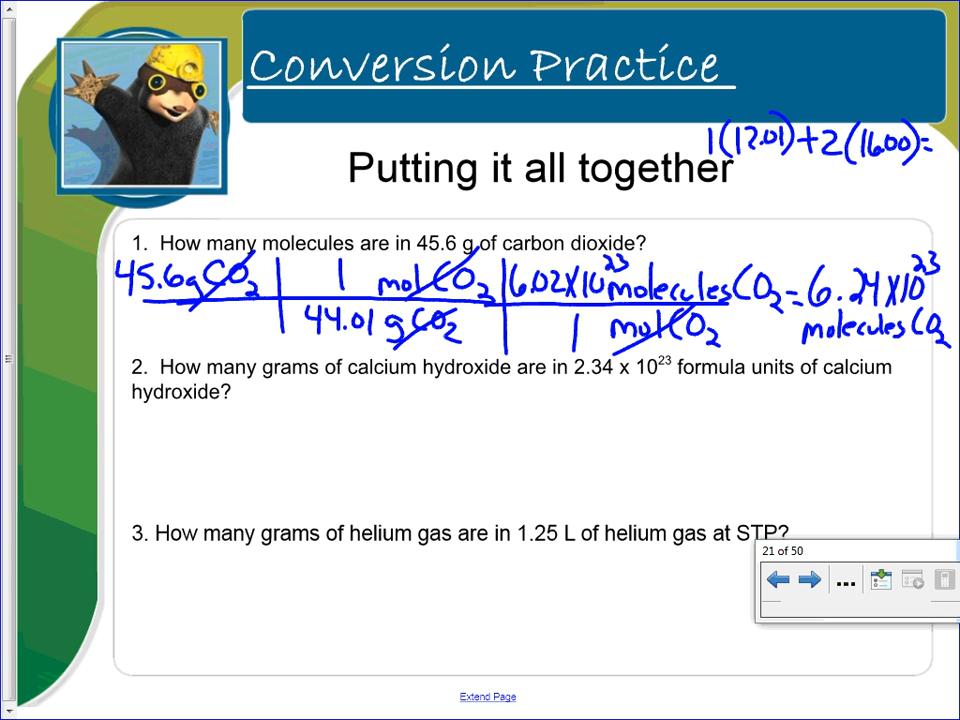 Conversion Practice
1(12.01)+2(16.00)=
Putting it all together
1. How many molecules are in 45.6 g of carbon dioxide?
45.6g CO2 | 1 mol CO2 | 6.02x10^23 molecules CO2 = 6.24x10^23
44.01 g CO2 | 1 mol CO2 molecules CO2
2. How many grams of calcium hydroxide are in 2.34 x 10^23 formula units of calcium
hydroxide?
3. How many grams of helium gas are in 1.25 L of helium gas at STP?
21 of 50
...
Extend Page